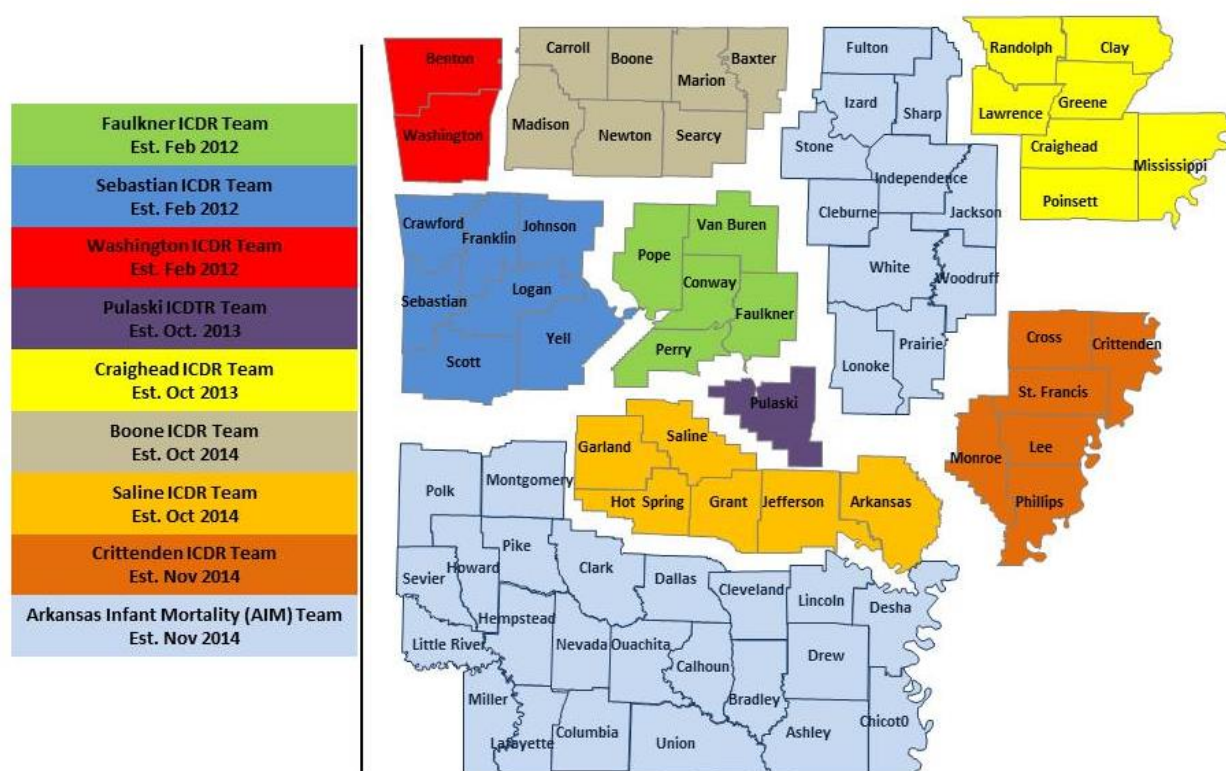 Faulkner ICDR Team
Est. Feb 2012
Sebastian ICDR Team
Est. Feb 2012
Washington ICDR Team
Est. Feb 2012
Pulaski ICDTR Team
Est. Oct. 2013
Craighead ICDR Team
Est. Oct 2013
Boone ICDR Team
Est. Oct 2014
Saline ICDR Team
Est. Oct 2014
Crittenden ICDR Team
Est. Nov 2014
Arkansas Infant Mortality (AIM) Team
Est. Nov 2014
Benton
Washington
Carroll
Boone
Marion
Baxter
Madison
Newton
Searcy
Fulton
Izard
Sharp
Stone
Independence
Cleburne
Jackson
White
Woodruff
Prairie
Lonoke
Randolph
Clay
Lawrence
Greene
Craighead
Mississippi
Poinsett
Crawford
Franklin
Johnson
Sebastian
Logan
Scott
Yell
Pope
Van Buren
Conway
Faulkner
Perry
Pulaski
Cross
Crittenden
St. Francis
Monroe
Lee
Phillips
Garland
Saline
Hot Spring
Grant
Jefferson
Arkansas
Polk
Montgomery
Pike
Howard
Sevier
Clark
Dallas
Cleveland
Lincoln
Desha
Hempstead
Little River
Nevada
Ouachita
Calhoun
Drew
Bradley
Miller
Lafayette
Columbia
Union
Ashley
Chicot0